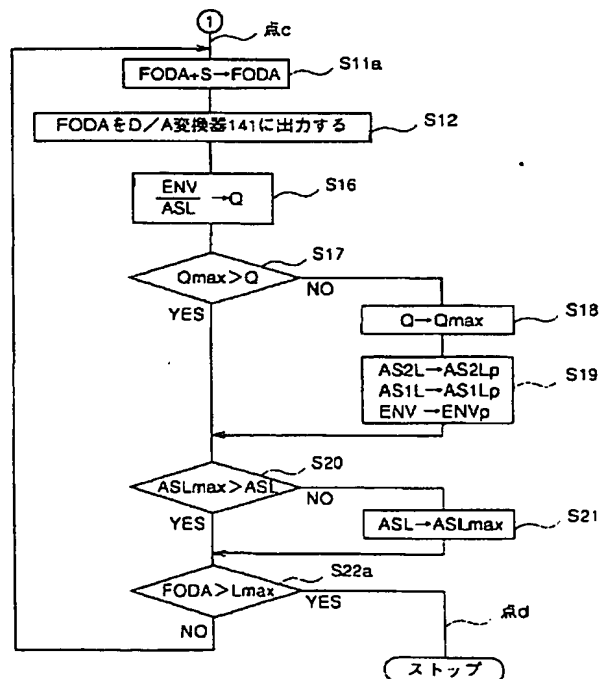 1
点c
FODA+S→FODA
S11a
FODAをD/A変換器141に出力する
S12
ENV
ASL
→Q
S16
Qmax>Q
S17
NO
YES
Q→Qmax
S18
AS2L→AS2Lp
AS1L→AS1Lp
ENV→ENVp
S19
ASLmax>ASL
S20
NO
YES
ASL→ASLmax
S21
FODA>Lmax
S22a
YES
NO
点d
ストップ